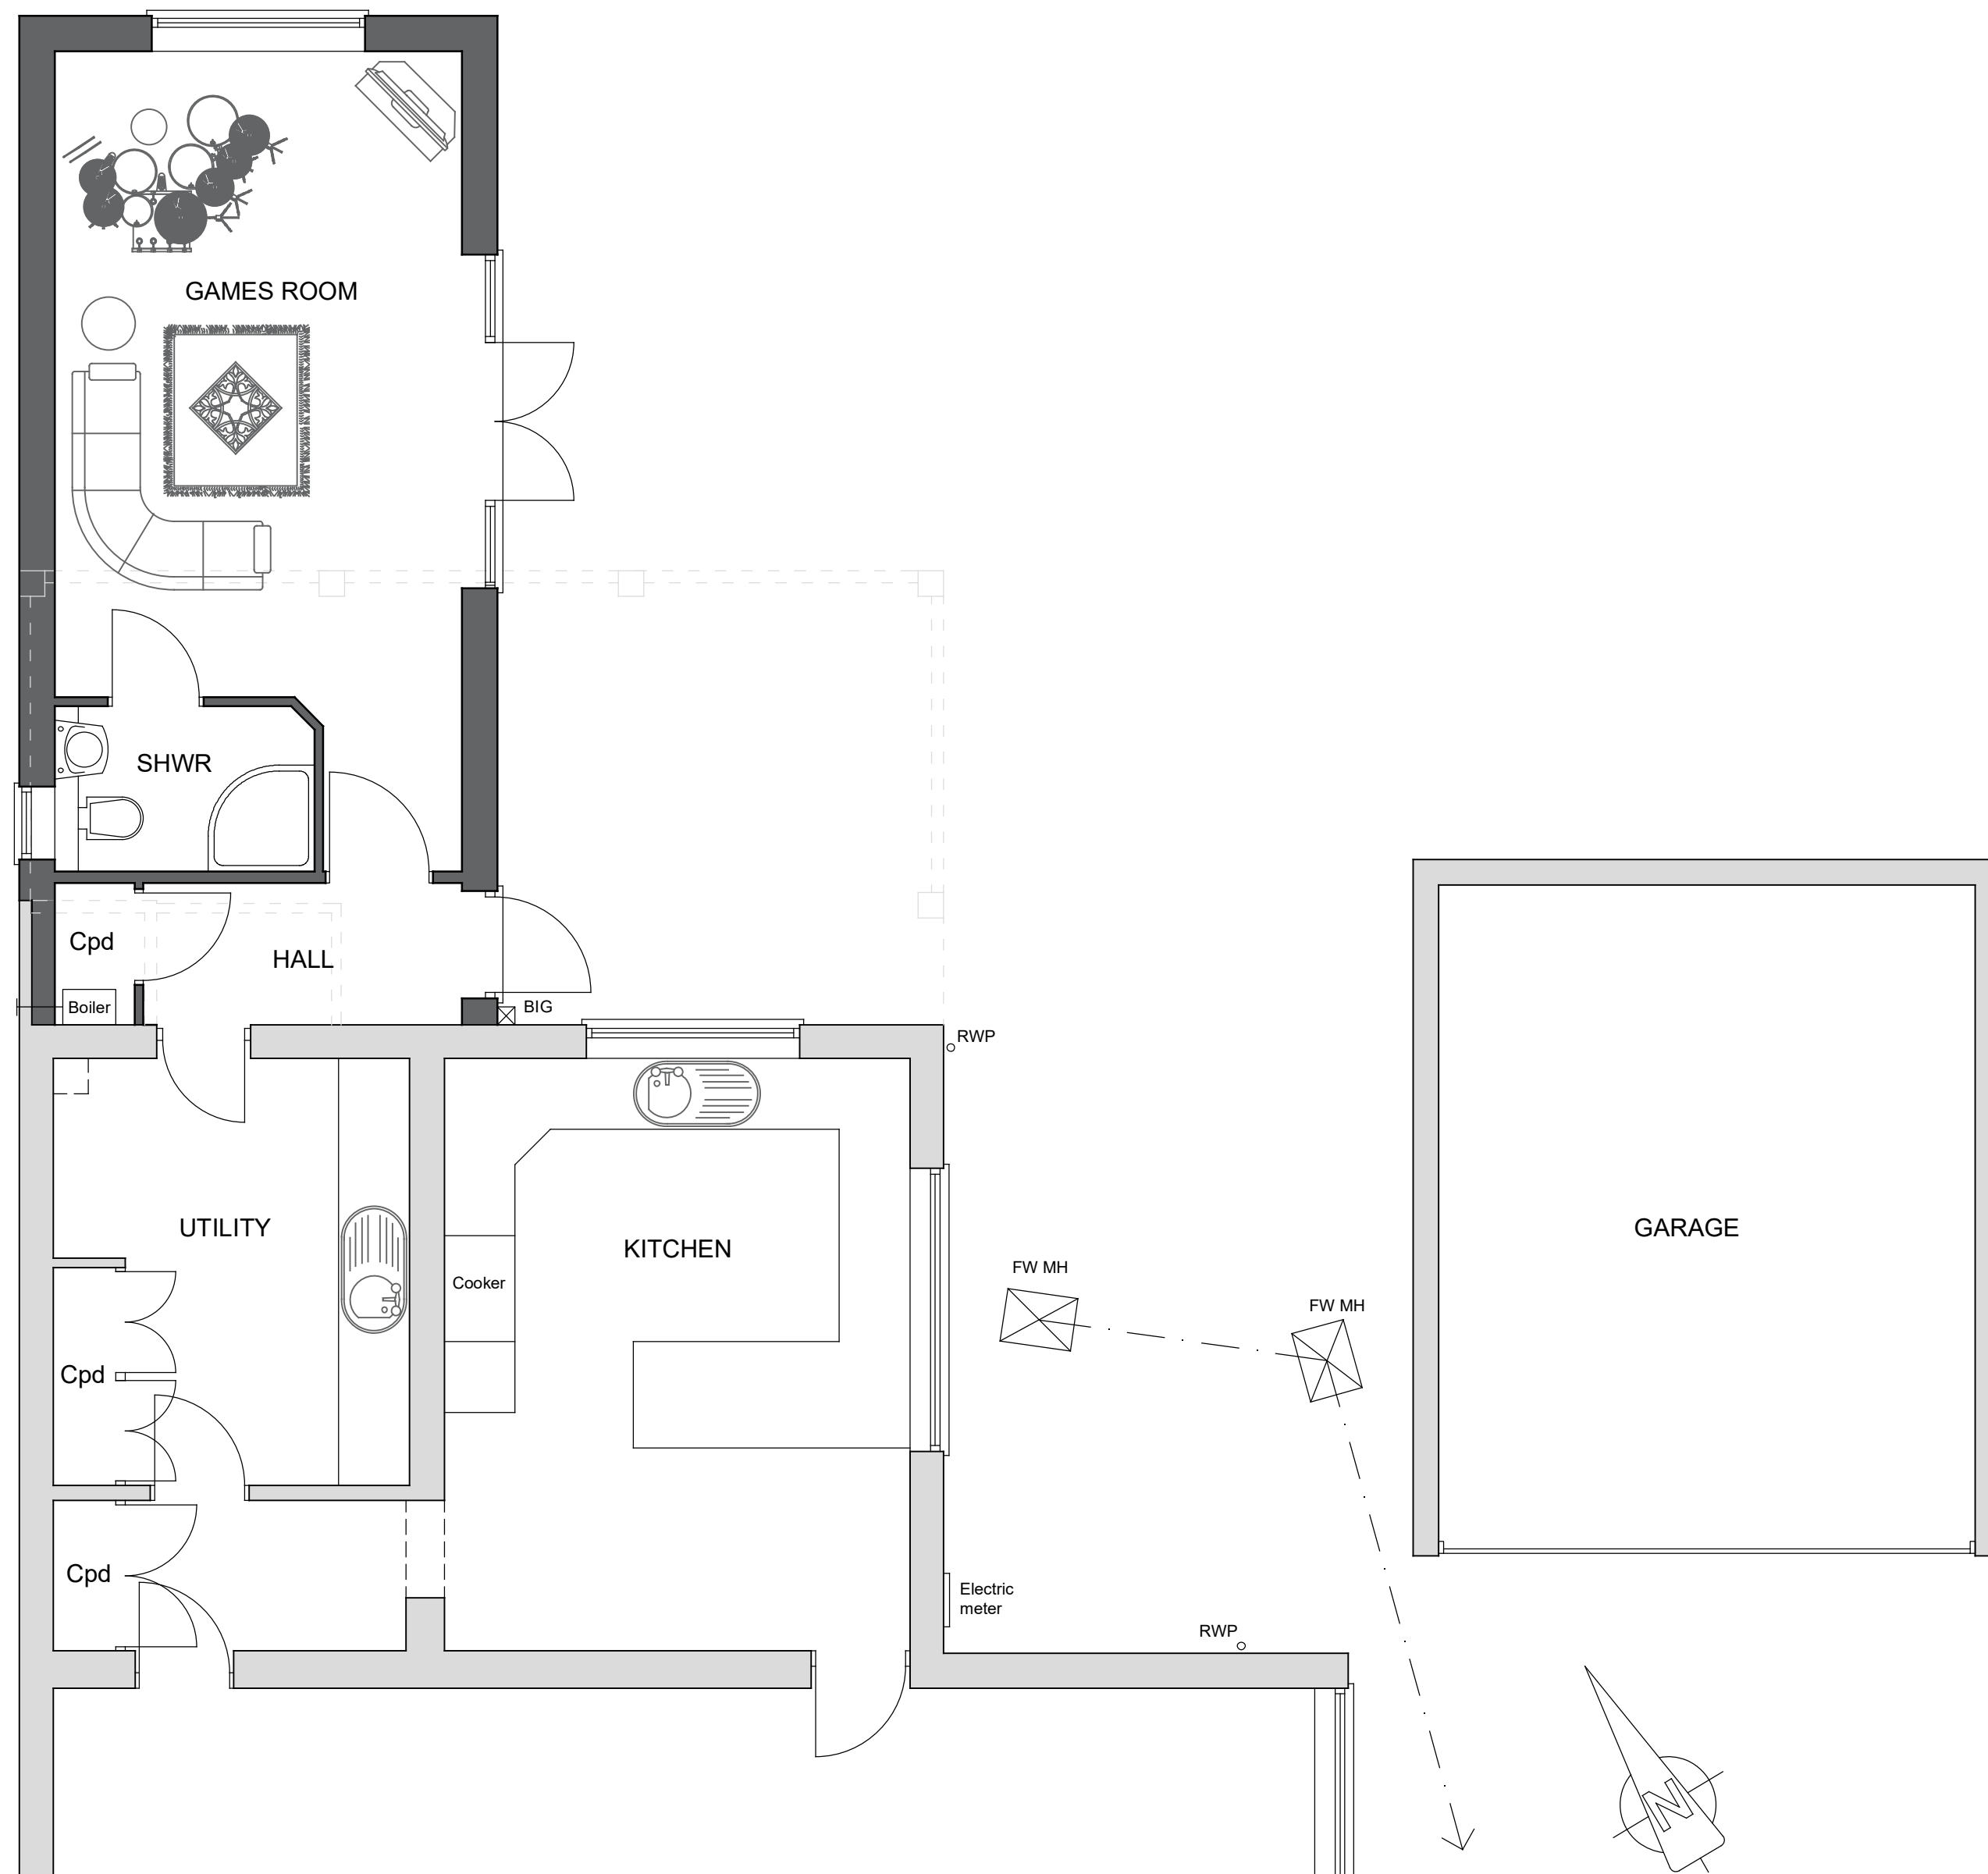 GAMES ROOM
SHWR
Cpd
HALL
Boiler
BIG
RWP
UTILITY
KITCHEN
GARAGE
FW MH
Cooker
FW MH
Cpd
Cpd
Electric
meter
RWP
N